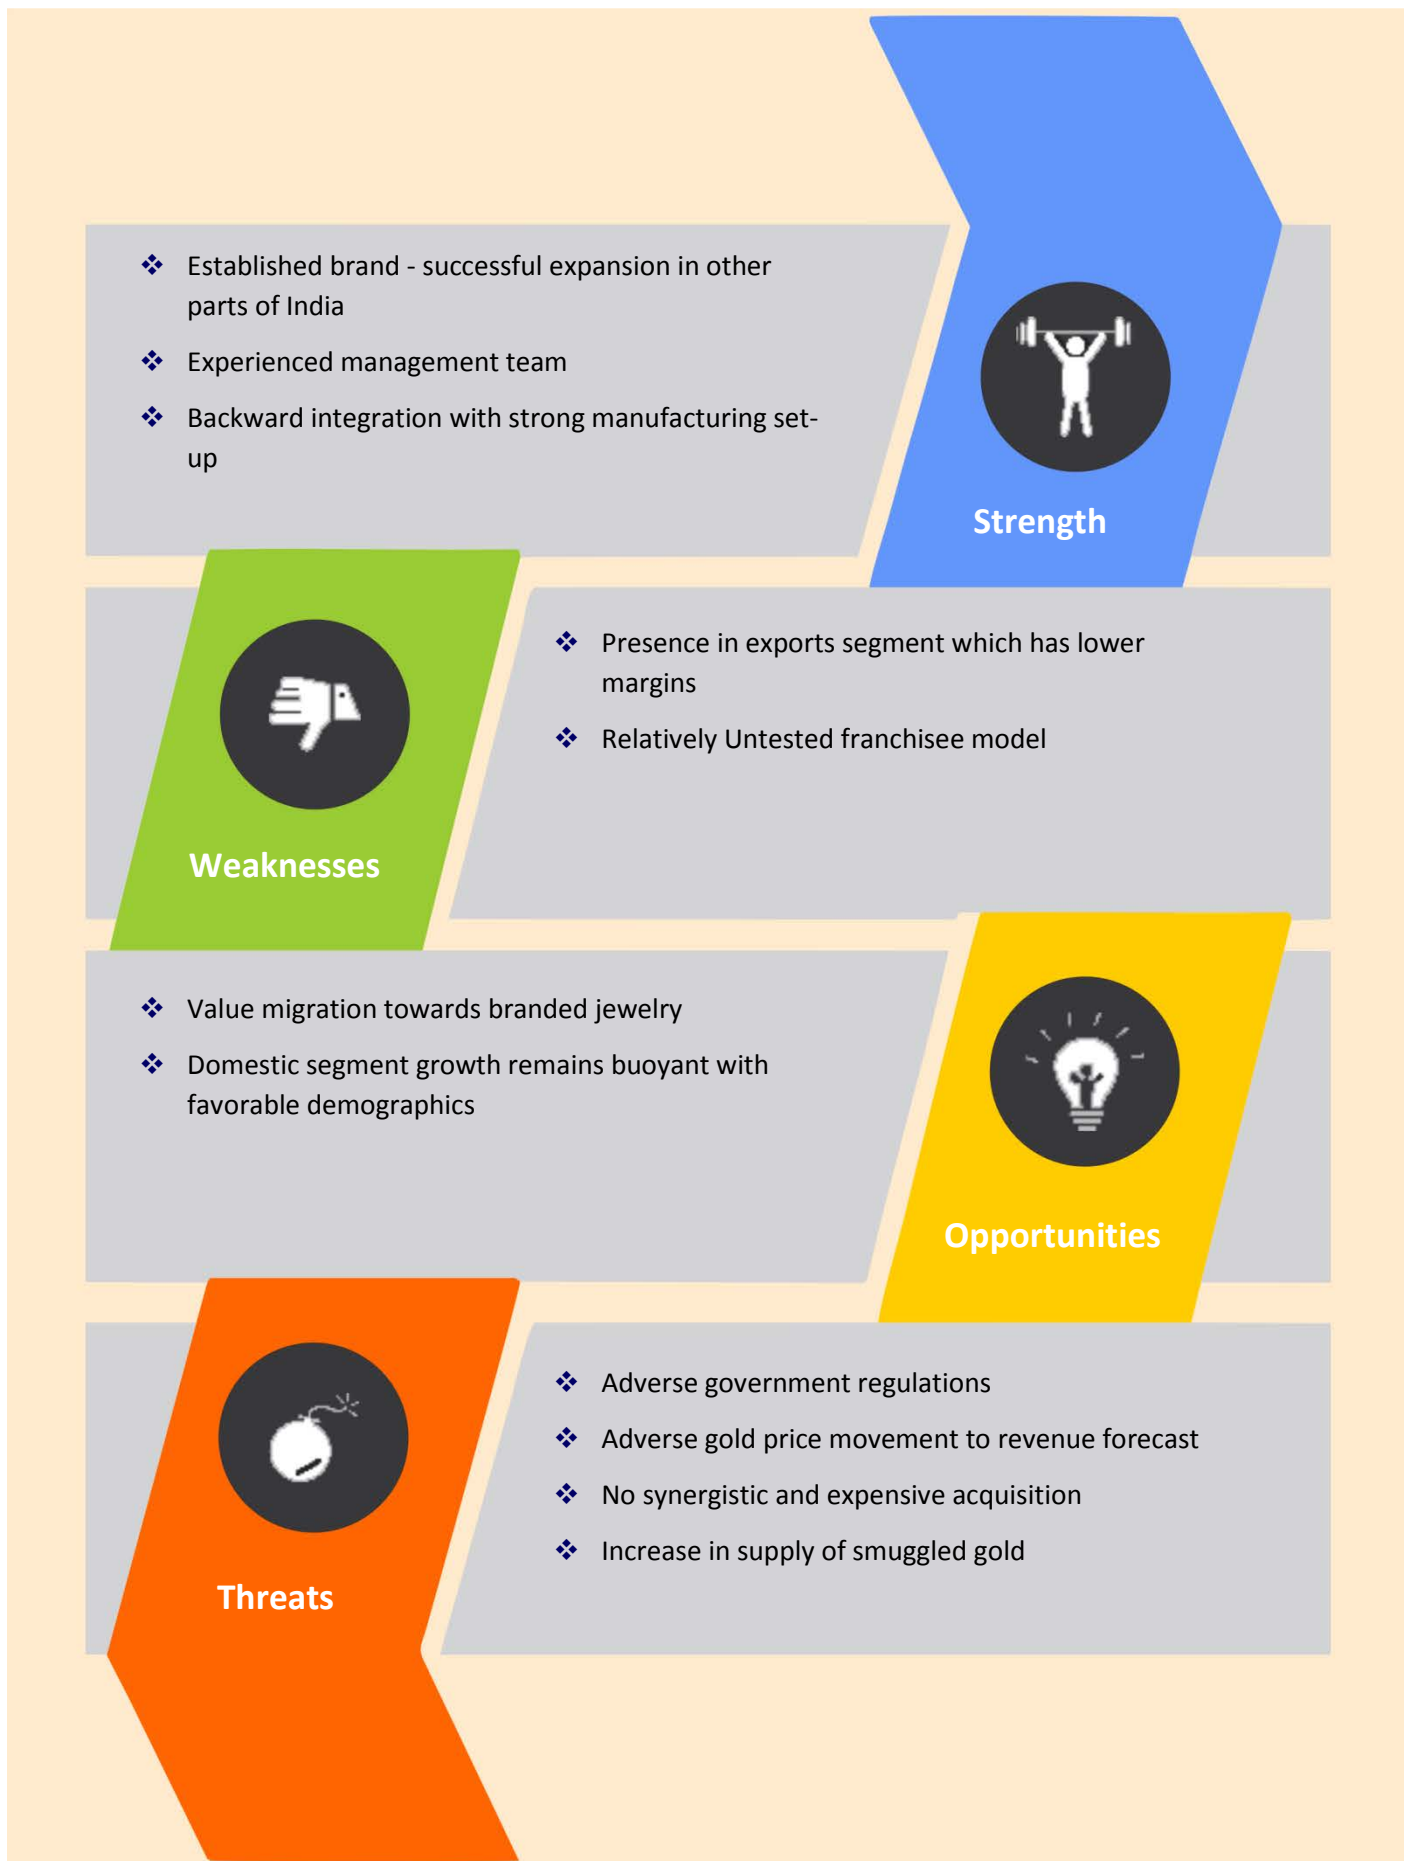 ❖ Established brand - successful expansion in other
parts of India
❖ Experienced management team
❖ Backward integration with strong manufacturing set-
up
Strength
❖ Presence in exports segment which has lower
margins
❖ Relatively Untested franchisee model
Weaknesses
❖ Value migration towards branded jewelry
❖ Domestic segment growth remains buoyant with
favorable demographics
Opportunities
❖ Adverse government regulations
❖ Adverse gold price movement to revenue forecast
❖ No synergistic and expensive acquisition
❖ Increase in supply of smuggled gold
Threats